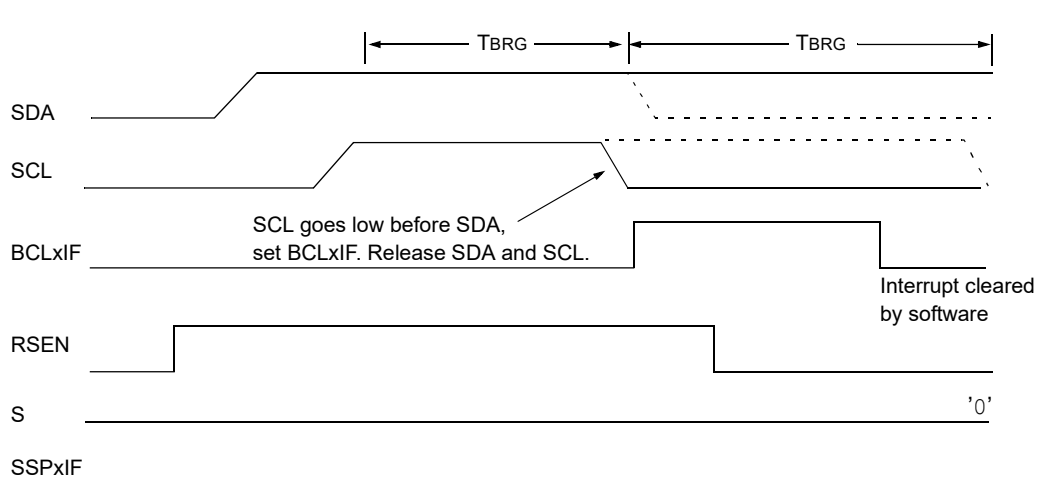 TBRG TBRG
SDA
SCL
SCL goes low before SDA,
set BCLxIF. Release SDA and SCL.
BCLxIF
Interrupt cleared
by software
RSEN
S
'0'
SSPxIF